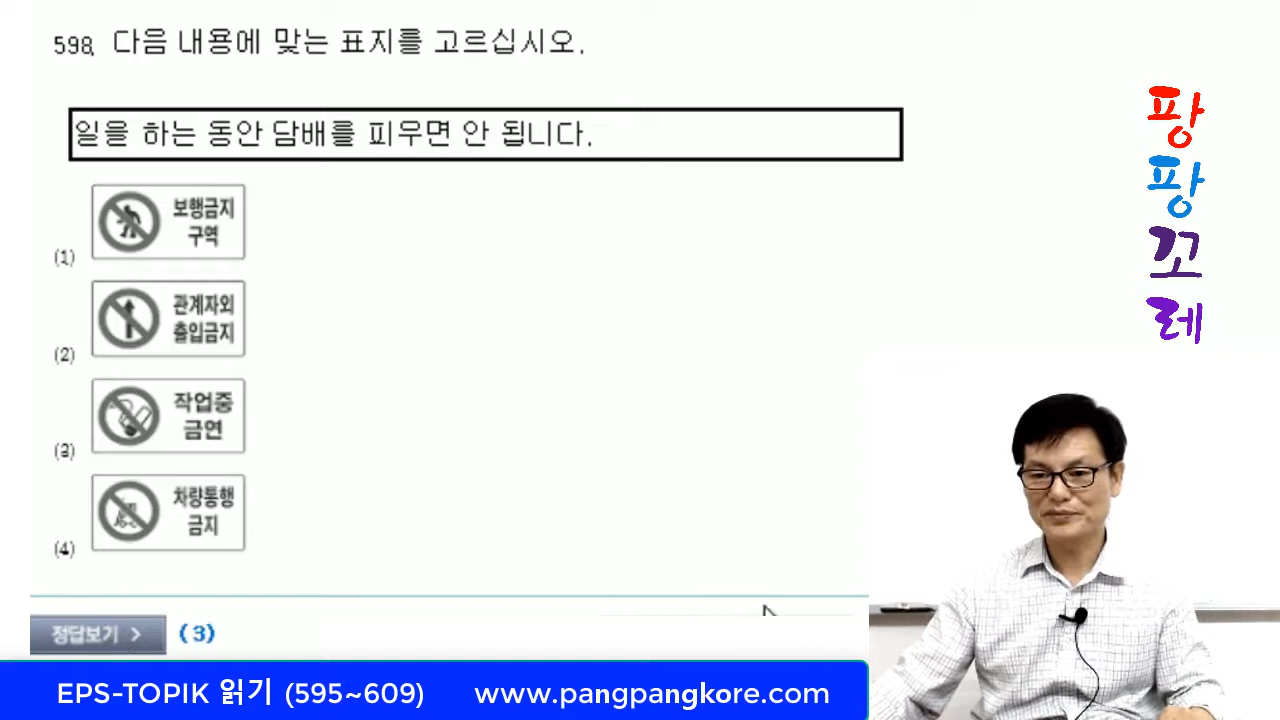 598. 다음 내용에 맞는 표지를 고르십시오.
일을 하는 동안 담배를 피우면 안 됩니다.
(1) 보행금지
구역
(2) 관계자외
출입금지
(3) 작업중
금연
(4) 차량통행
금지
정답보기 > (3)
EPS-TOPIK 읽기 (595~609) www.pangpangkore.com
팡
팡
꼬
레